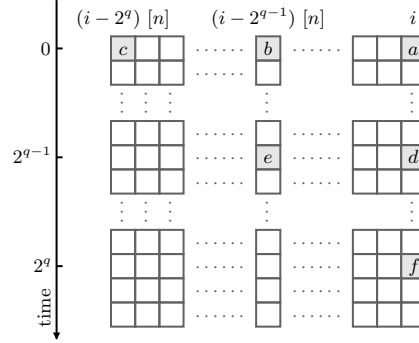 (i − 2^q) [n] (i − 2^{q−1}) [n] i
0 c b a
2^{q−1} e d
2^q f
time